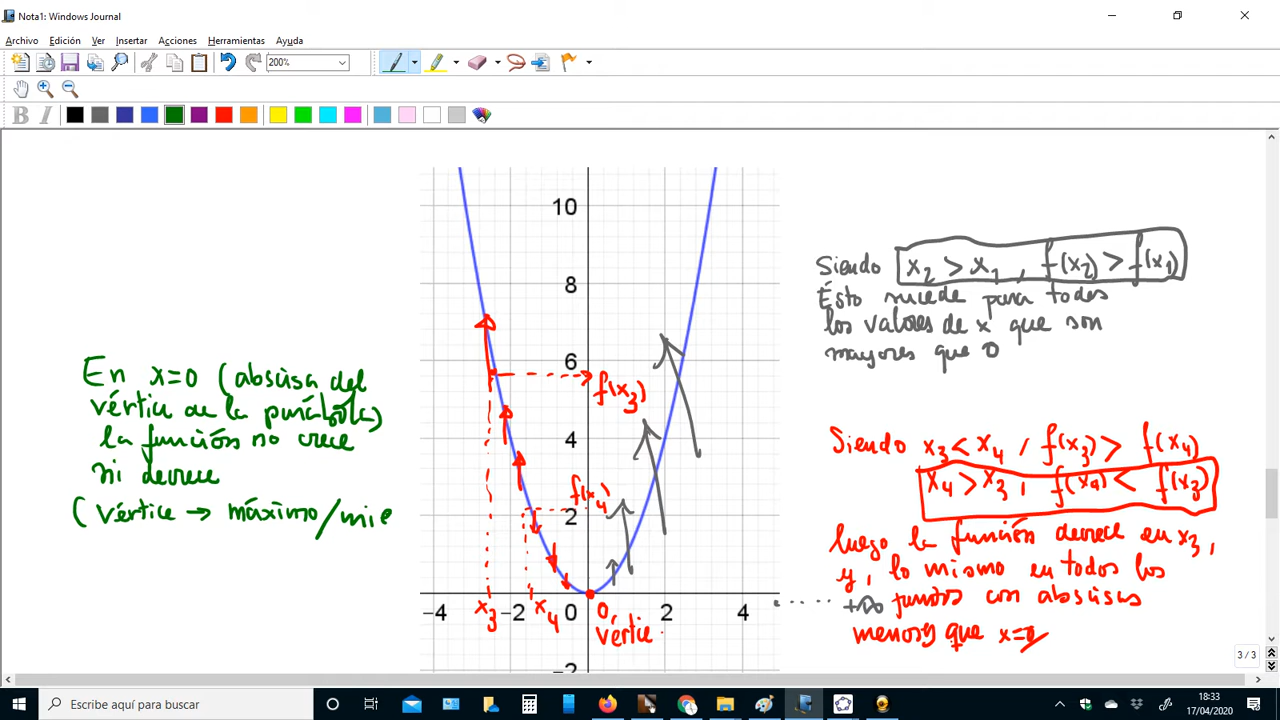 Nota1: Windows Journal
Archivo Edición Ver Insertar Acciones Herramientas Ayuda
200%
B I
10
8
6
4
2
-2
-4 -2 0 2 4
f(x3)
f(x4)
x3 x4 0
vértice
En x=0 (abscisa del
vértice de la parábola)
la función no crece
ni decrece
(vértice → máximo/mie
Siendo x2 > x1 , f(x2) > f(x1)
Ésto sucede para todos
los valores de x que son
mayores que 0
Siendo x3 < x4 , f(x3) > f(x4)
x4 > x3 , f(x4) < f(x3)
luego la función decrece en x3,
y, lo mismo en todos los
puntos con abscisas
menores que x=0
+∞
3 / 3
Escribe aquí para buscar
18:33
17/04/2020